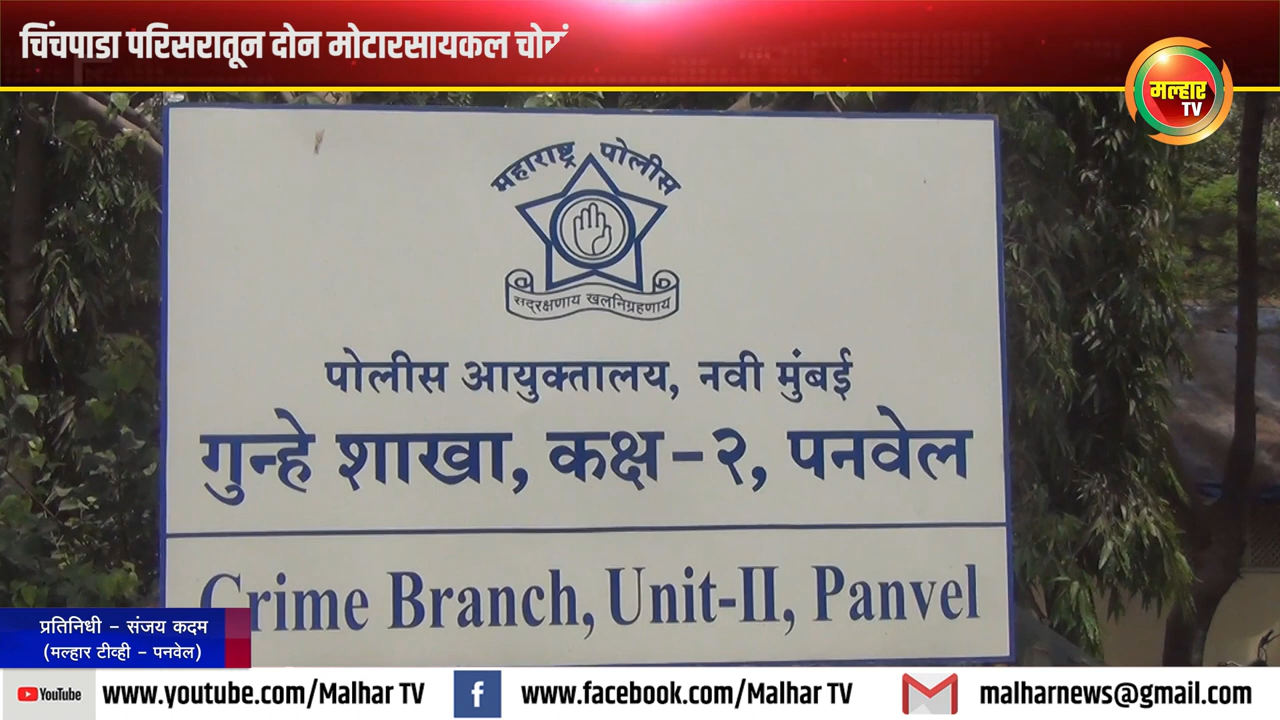 चिंचपाडा परिसरातून दोन मोटारसायकल
मल्हार
TV
महाराष्ट्र पोलीस
सद्रक्षणाय खलनिग्रहणाय
पोलीस आयुक्तालय, नवी मुंबई
गुन्हे शाखा, कक्ष-२, पनवेल
Crime Branch, Unit-II, Panvel
प्रतिनिधी - संजय कदम
(मल्हार टीव्ही - पनवेल)
YouTube www.youtube.com/Malhar TV www.facebook.com/Malhar TV malharnews@gmail.com